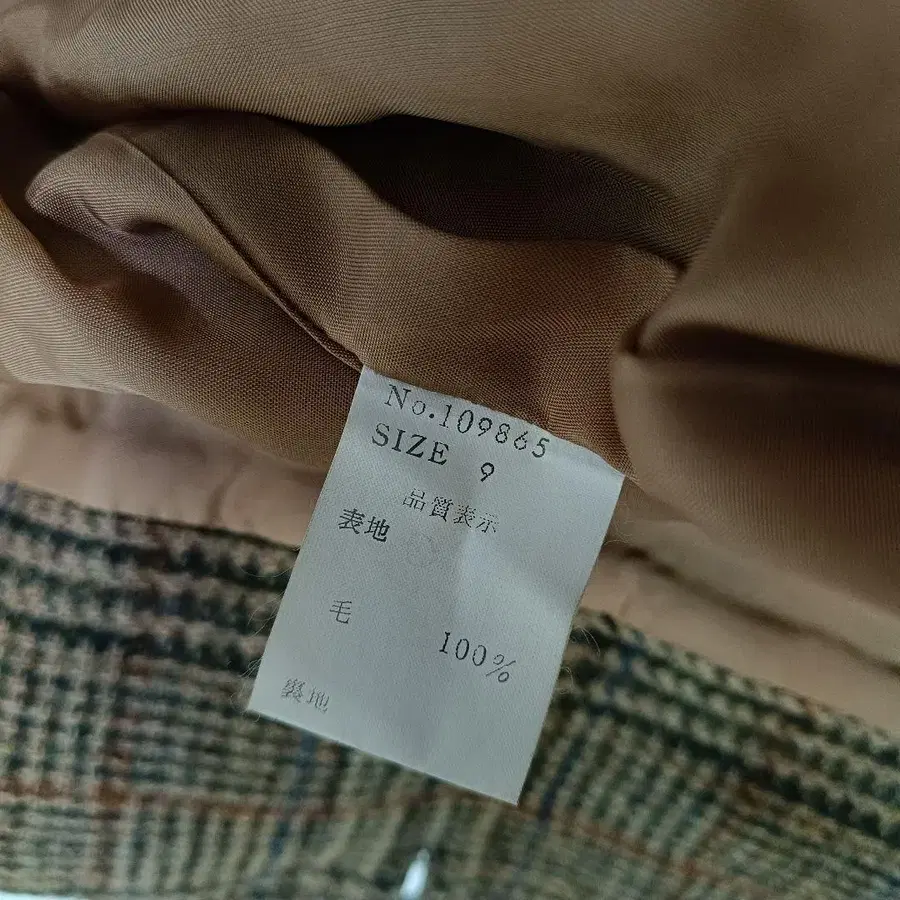 No.109865
SIZE 9
品質表示
表地
毛 100%
裏地